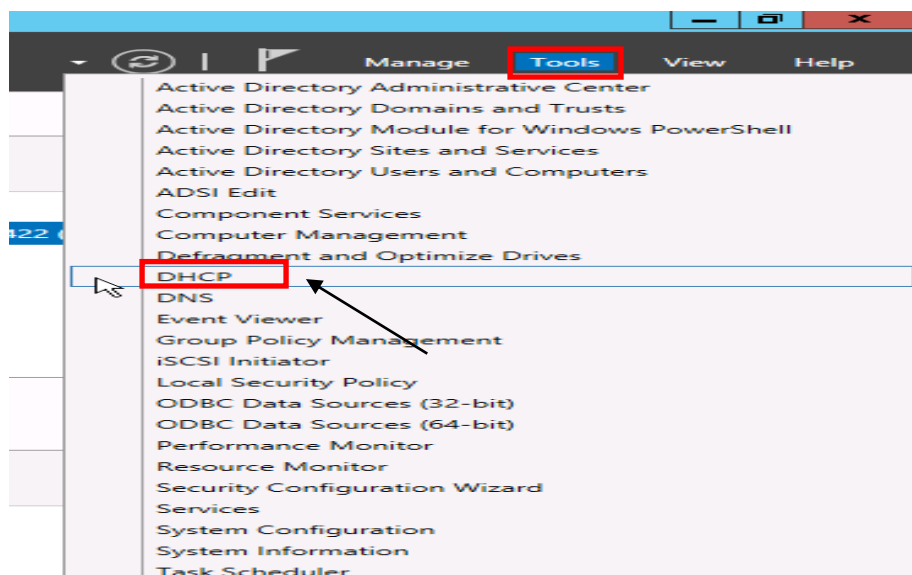 Manage Tools View Help
Active Directory Administrative Center
Active Directory Domains and Trusts
Active Directory Module for Windows PowerShell
Active Directory Sites and Services
Active Directory Users and Computers
ADSI Edit
Component Services
422
Computer Management
Defragment and Optimize Drives
DHCP
DNS
Event Viewer
Group Policy Management
iSCSI Initiator
Local Security Policy
ODBC Data Sources (32-bit)
ODBC Data Sources (64-bit)
Performance Monitor
Resource Monitor
Security Configuration Wizard
Services
System Configuration
System Information
Task Scheduler